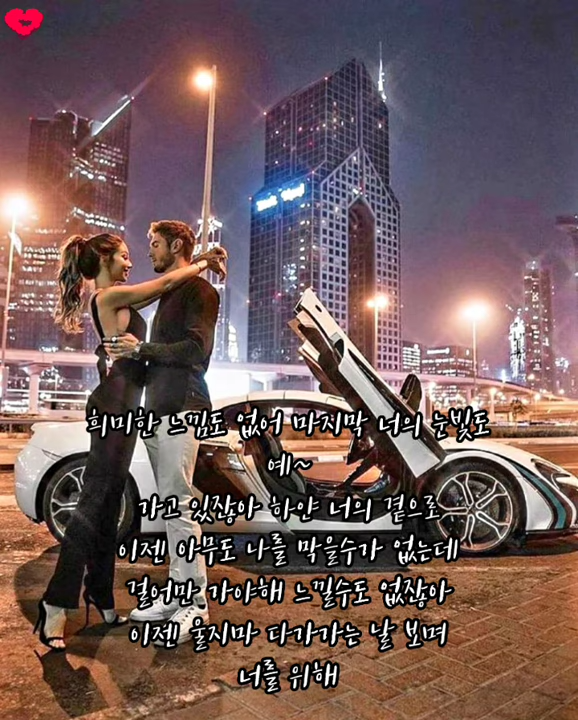 희미한 느낌도 없어 마지막 너의 눈빛도
예~
가고 있잖아 하얀 너의 곁으로
이젠 아무도 나를 막을수가 없는데
걸어만 가야해 느낄수도 없잖아
이젠 울지마 다가가는 날 보며
너를 위해